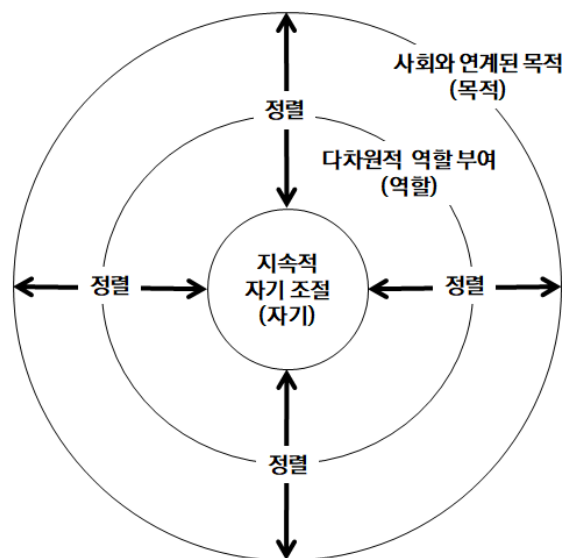 사회와 연계된 목적
(목적)
정렬
다차원적 역할 부여
(역할)
지속적
자기 조절
(자기)
정렬
정렬
정렬